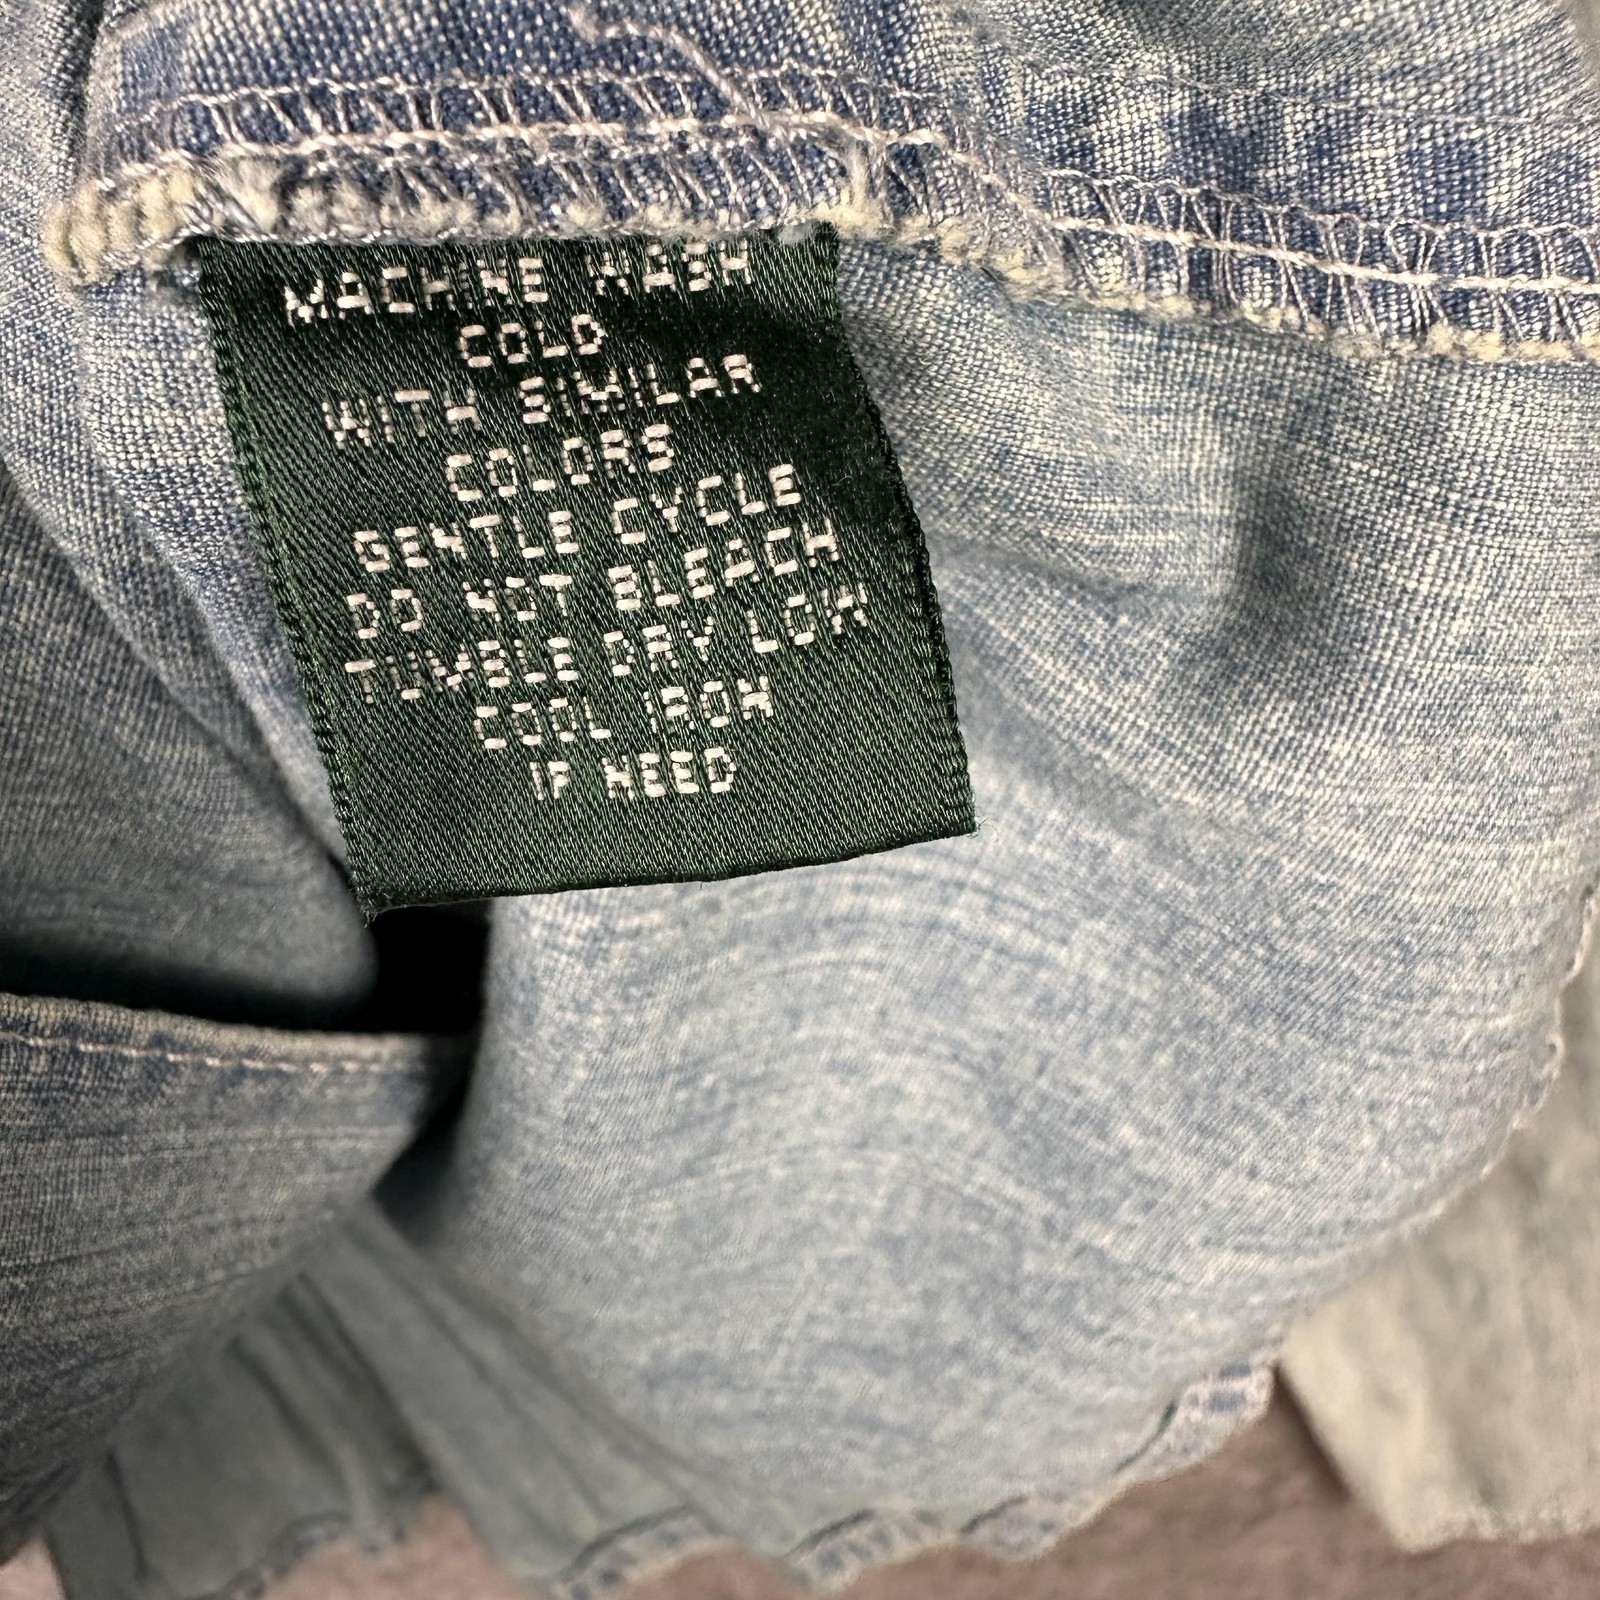 MACHINE WASH
COLD
WITH SIMILAR
COLORS
GENTLE CYCLE
DO NOT BLEACH
TUMBLE DRY LOW
COOL IRON
IF NEED